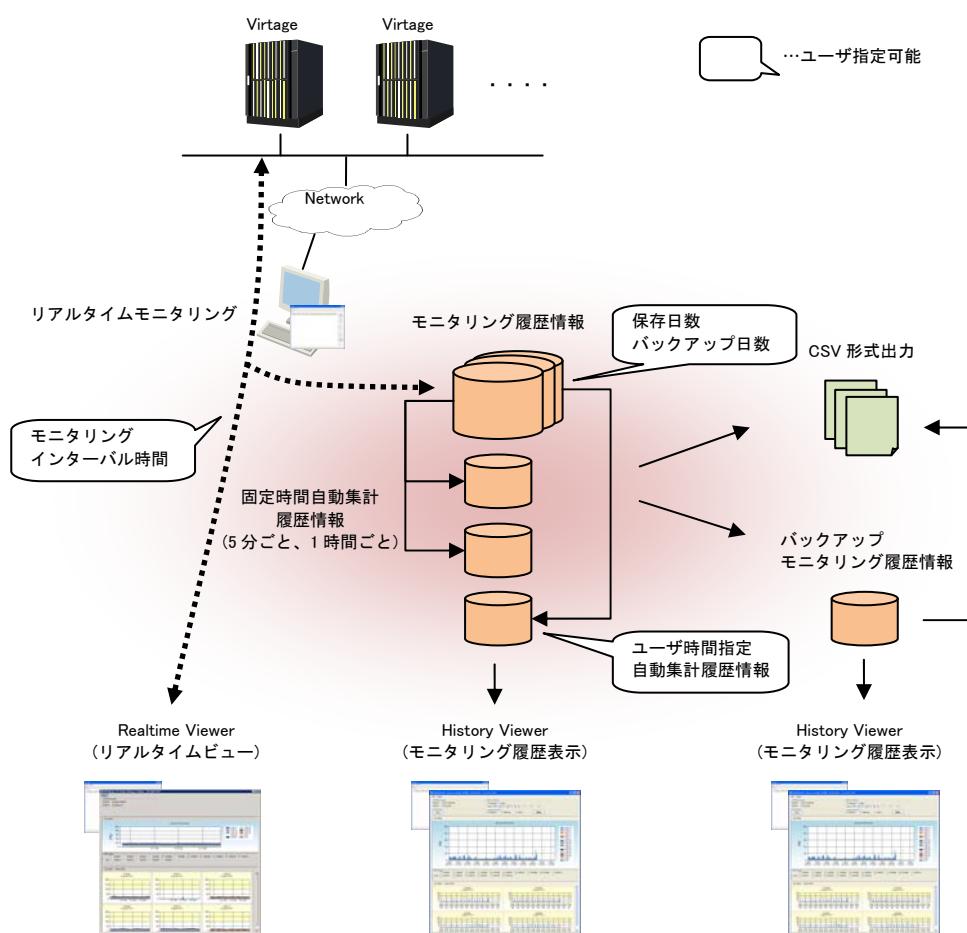 Virtage
Virtage
・・・・
…ユーザ指定可能
Network
リアルタイムモニタリング
モニタリング履歴情報
保存日数
バックアップ日数
CSV 形式出力
モニタリング
インターバル時間
固定時間自動集計
履歴情報
(5 分ごと、1 時間ごと)
バックアップ
モニタリング履歴情報
ユーザ時間指定
自動集計履歴情報
Realtime Viewer
(リアルタイムビュー)
History Viewer
(モニタリング履歴表示)
History Viewer
(モニタリング履歴表示)